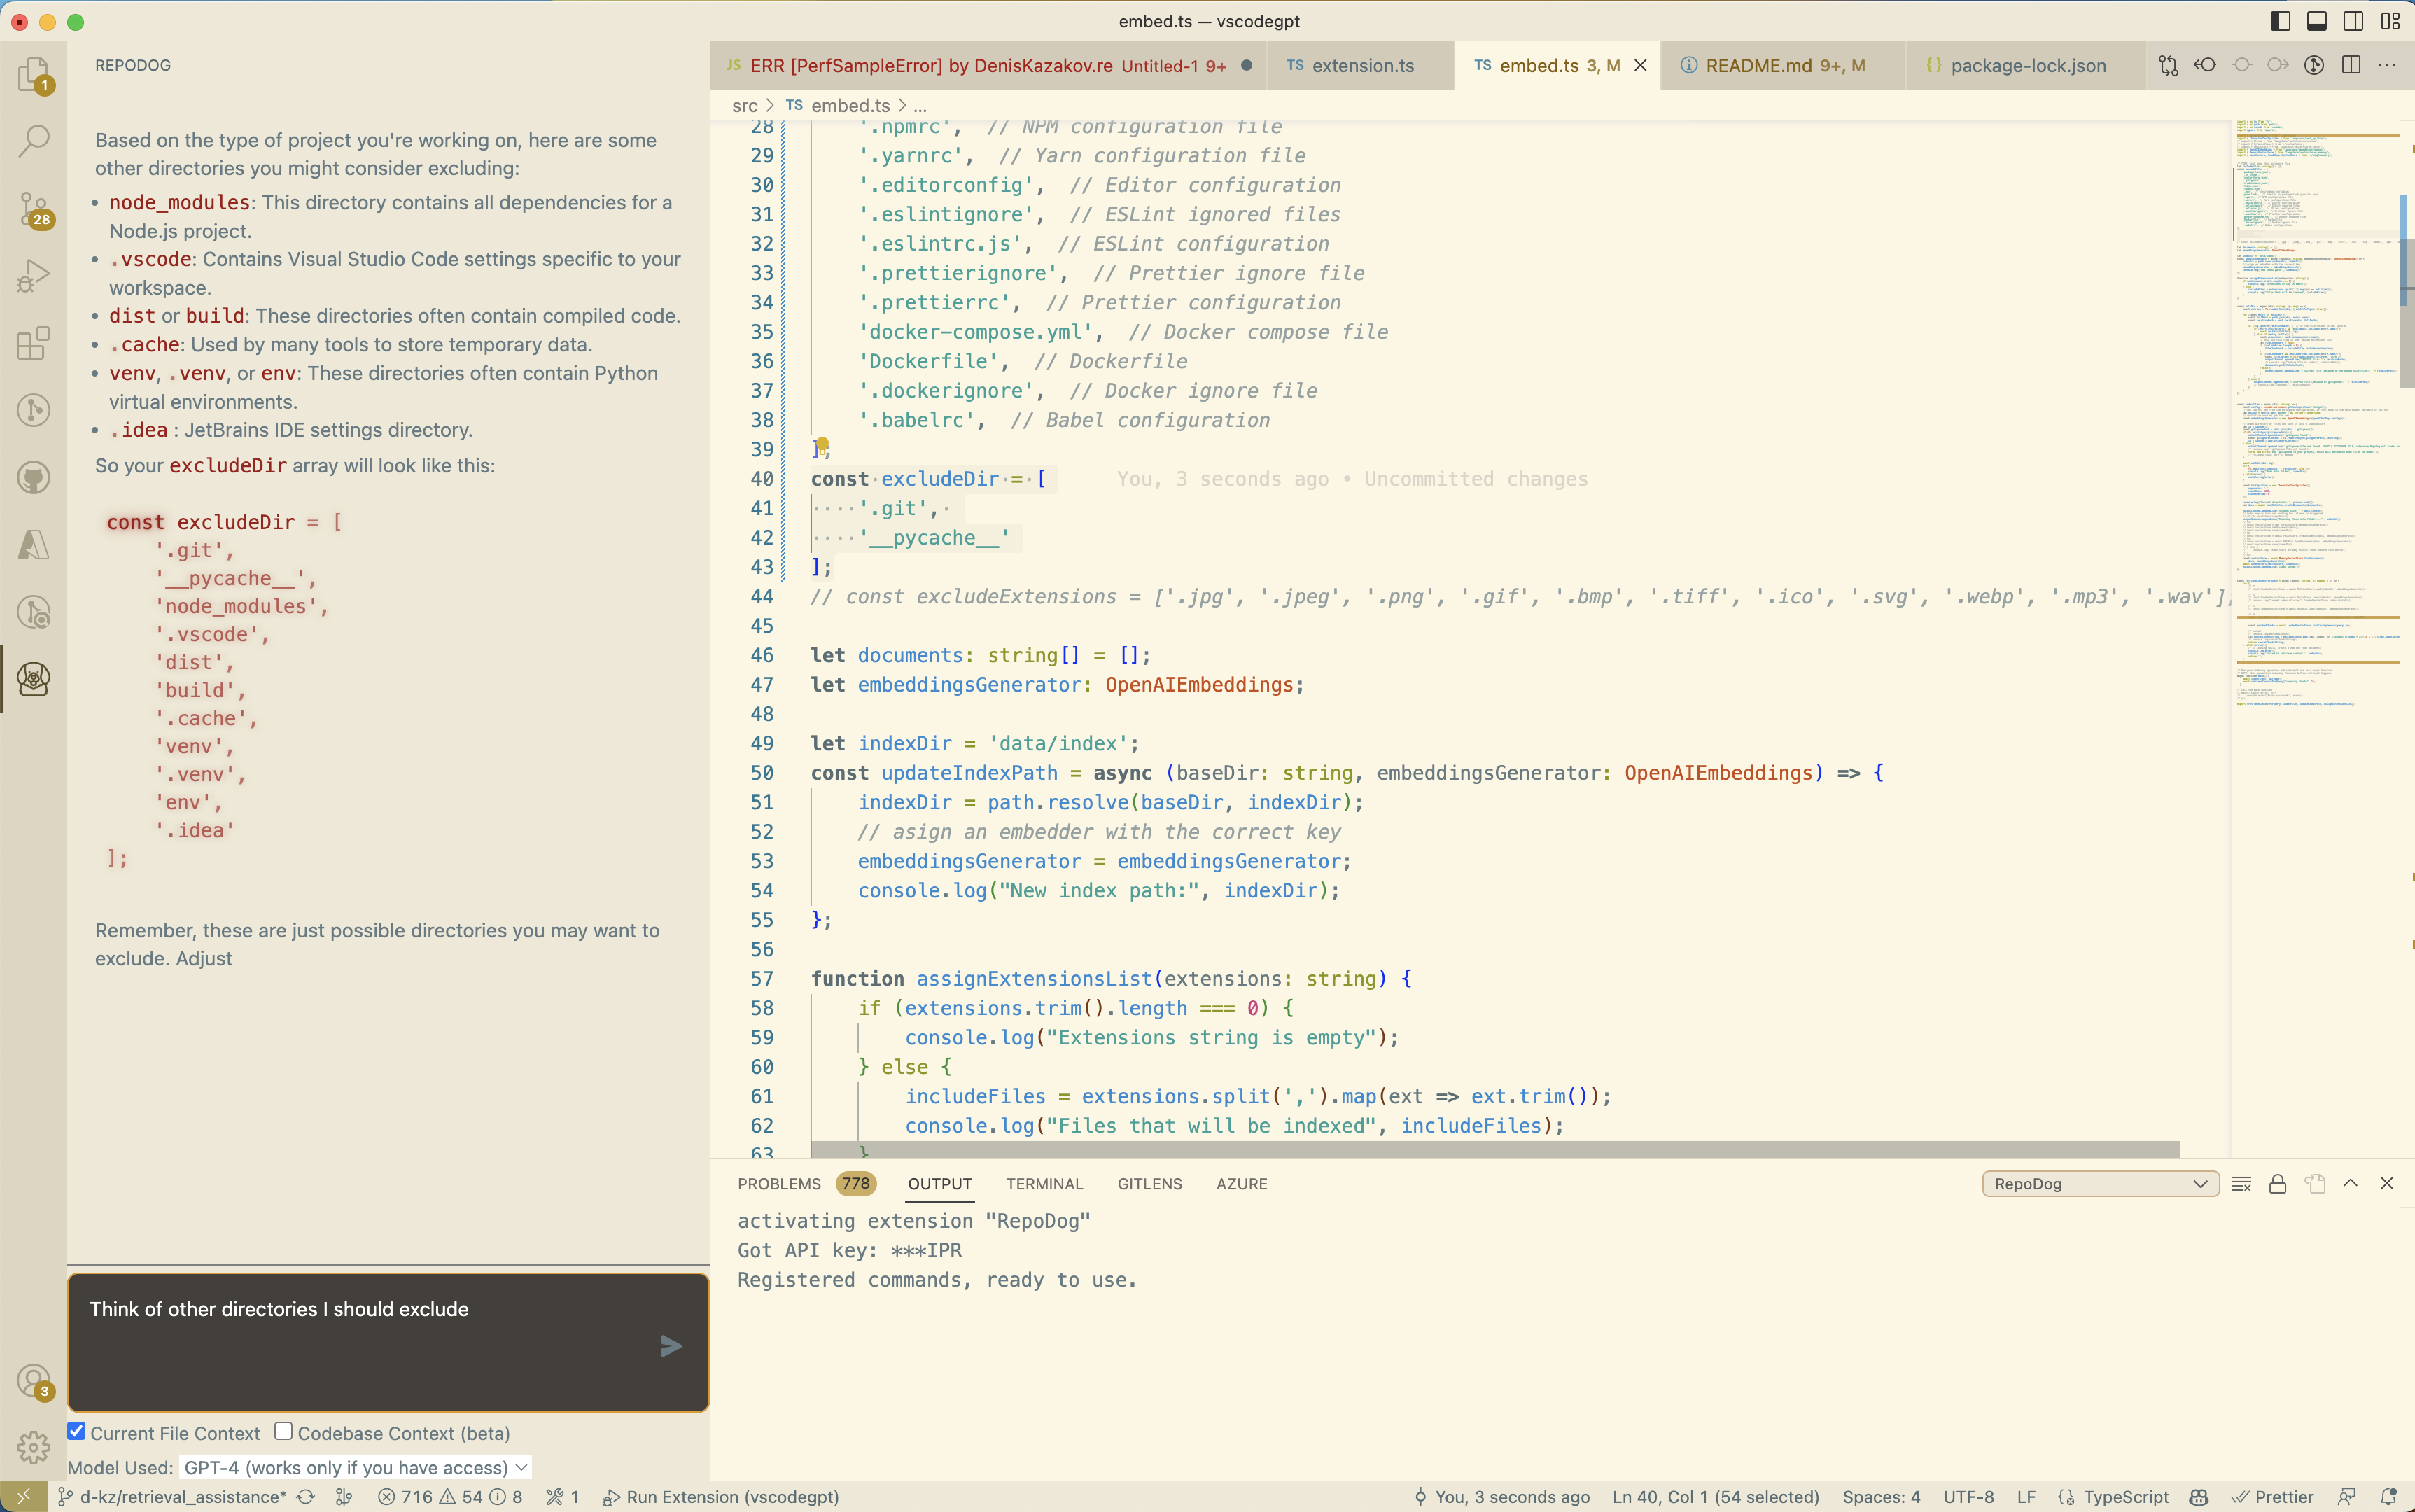 embed.ts — vscodegpt
REPODOG
Based on the type of project you're working on, here are some
other directories you might consider excluding:
• node_modules: This directory contains all dependencies for a
Node.js project.
• .vscode: Contains Visual Studio Code settings specific to your
workspace.
• dist or build: These directories often contain compiled code.
• .cache: Used by many tools to store temporary data.
• venv, .venv, or env: These directories often contain Python
virtual environments.
• .idea : JetBrains IDE settings directory.
So your excludeDir array will look like this:
const excludeDir = [
'.git',
'__pycache__',
'node_modules',
'.vscode',
'dist',
'build',
'.cache',
'venv',
'.venv',
'env',
'.idea'
];
Remember, these are just possible directories you may want to
exclude. Adjust
Think of other directories I should exclude
Current File Context Codebase Context (beta)
Model Used: GPT-4 (works only if you have access)
1
28
3
JS ERR [PerfSampleError] by DenisKazakov.re Untitled-1 9+
TS extension.ts
TS embed.ts 3, M
README.md 9+, M
{} package-lock.json
src > TS embed.ts > ...
28 '.npmrc', // NPM configuration file
29 '.yarnrc', // Yarn configuration file
30 '.editorconfig', // Editor configuration
31 '.eslintignore', // ESLint ignored files
32 '.eslintrc.js', // ESLint configuration
33 '.prettierignore', // Prettier ignore file
34 '.prettierrc', // Prettier configuration
35 'docker-compose.yml', // Docker compose file
36 'Dockerfile', // Dockerfile
37 '.dockerignore', // Docker ignore file
38 '.babelrc', // Babel configuration
39 ];
40 const excludeDir = [ You, 3 seconds ago • Uncommitted changes
41 '.git',
42 '__pycache__'
43 ];
44 // const excludeExtensions = ['.jpg', '.jpeg', '.png', '.gif', '.bmp', '.tiff', '.ico', '.svg', '.webp', '.mp3', '.wav'];
45
46 let documents: string[] = [];
47 let embeddingsGenerator: OpenAIEmbeddings;
48
49 let indexDir = 'data/index';
50 const updateIndexPath = async (baseDir: string, embeddingsGenerator: OpenAIEmbeddings) => {
51 indexDir = path.resolve(baseDir, indexDir);
52 // asign an embedder with the correct key
53 embeddingsGenerator = embeddingsGenerator;
54 console.log("New index path:", indexDir);
55 };
56
57 function assignExtensionsList(extensions: string) {
58 if (extensions.trim().length === 0) {
59 console.log("Extensions string is empty");
60 } else {
61 includeFiles = extensions.split(',').map(ext => ext.trim());
62 console.log("Files that will be indexed", includeFiles);
63 }
PROBLEMS 778 OUTPUT TERMINAL GITLENS AZURE RepoDog
activating extension "RepoDog"
Got API key: ***IPR
Registered commands, ready to use.
d-kz/retrieval_assistance* 716 54 8 1 Run Extension (vscodegpt) You, 3 seconds ago Ln 40, Col 1 (54 selected) Spaces: 4 UTF-8 LF TypeScript Prettier